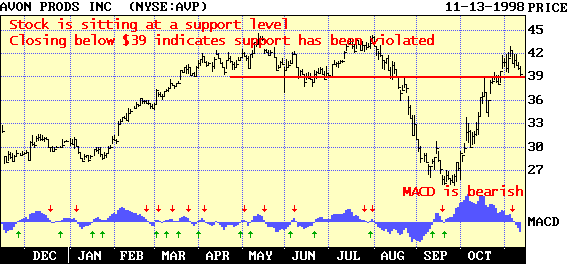 AVON PRODS INC (NYSE:AVP) 11-13-1998 PRICE
Stock is sitting at a support level
Closing below $39 indicates support has been violated
45
42
39
36
33
30
27
MACD is bearish
MACD
DEC JAN FEB MAR APR MAY JUN JUL AUG SEP OCT